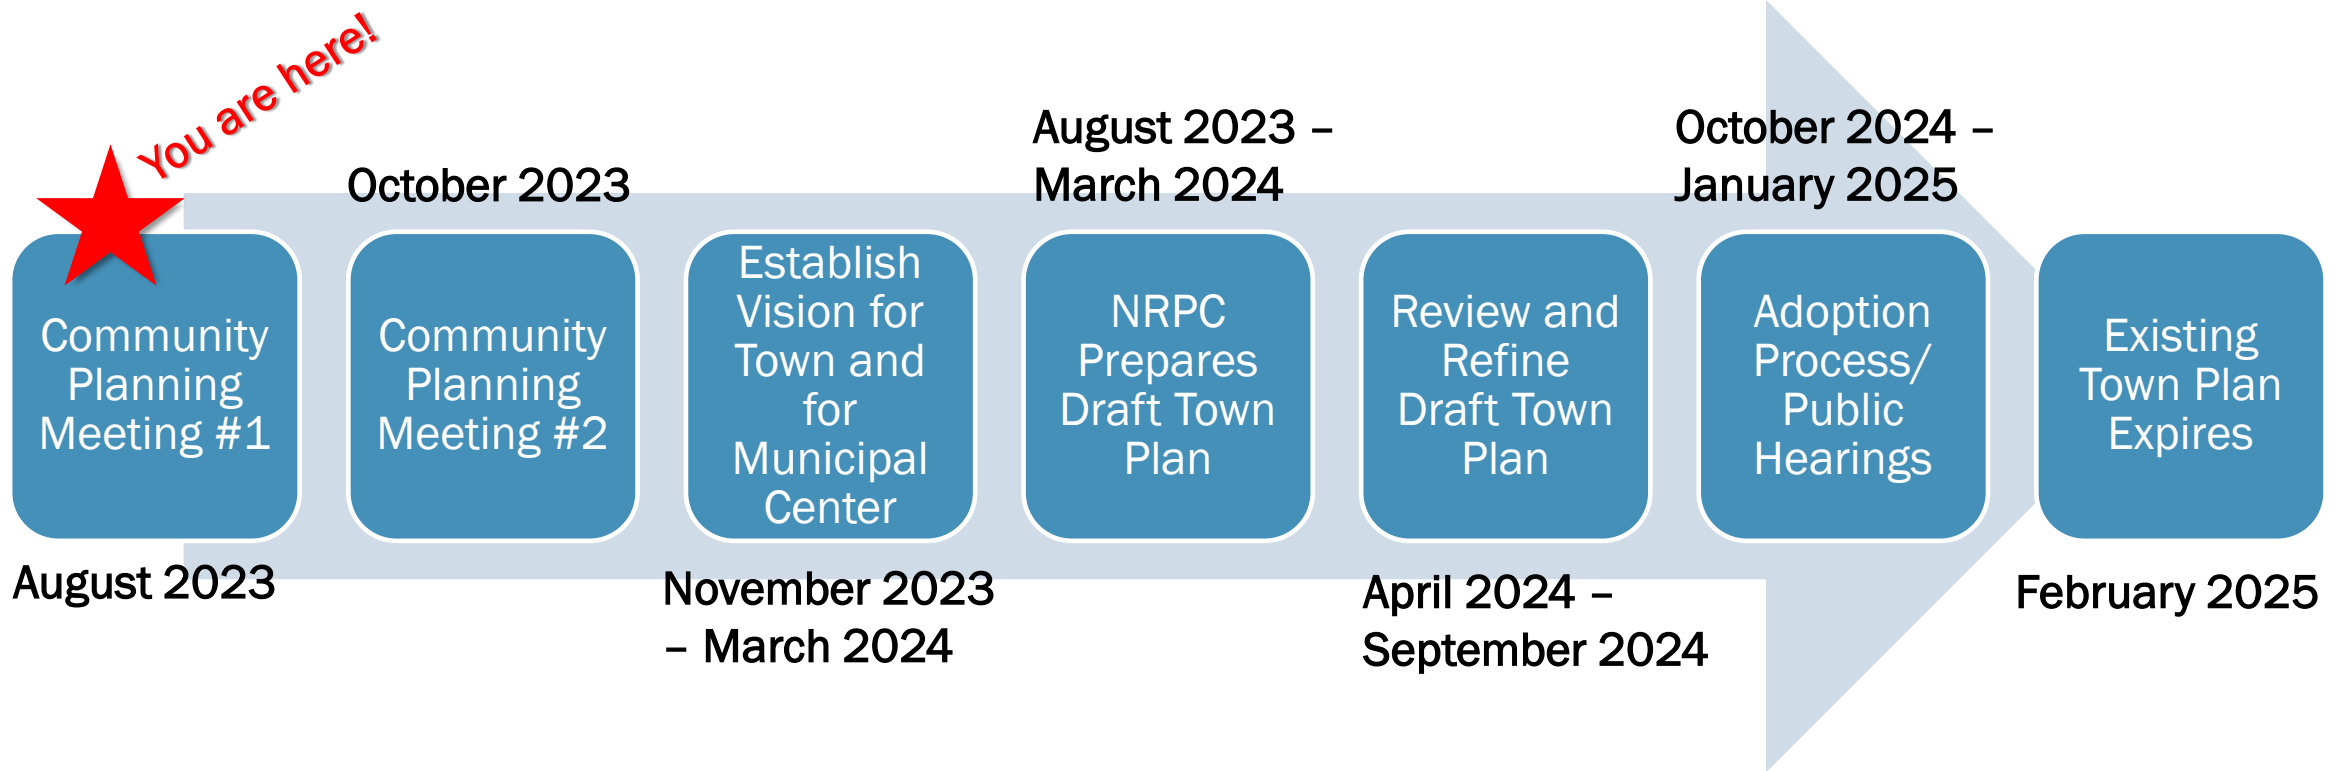 You are here!
August 2023 –
March 2024
October 2024 –
January 2025
October 2023
Community
Planning
Meeting #1
Community
Planning
Meeting #2
Establish
Vision for
Town and
for
Municipal
Center
NRPC
Prepares
Draft Town
Plan
Review and
Refine
Draft Town
Plan
Adoption
Process/
Public
Hearings
Existing
Town Plan
Expires
August 2023
November 2023
– March 2024
April 2024 –
September 2024
February 2025